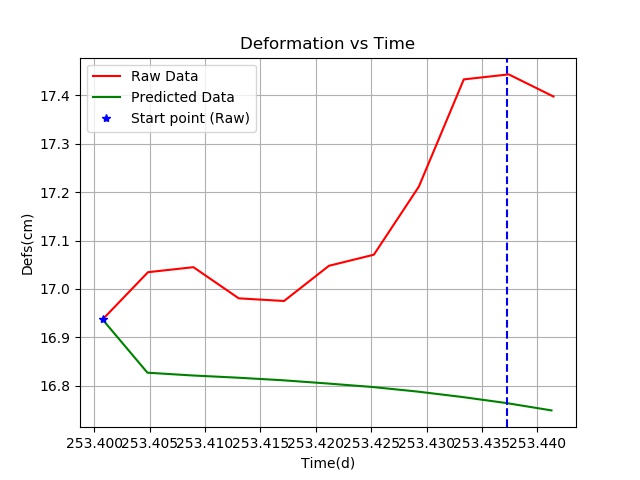 Deformation vs Time
Raw Data
Predicted Data
Start point (Raw)
17.4
17.3
17.2
17.1
17.0
16.9
16.8
Defs(cm)
253.400 253.405 253.410 253.415 253.420 253.425 253.430 253.435 253.440
Time(d)